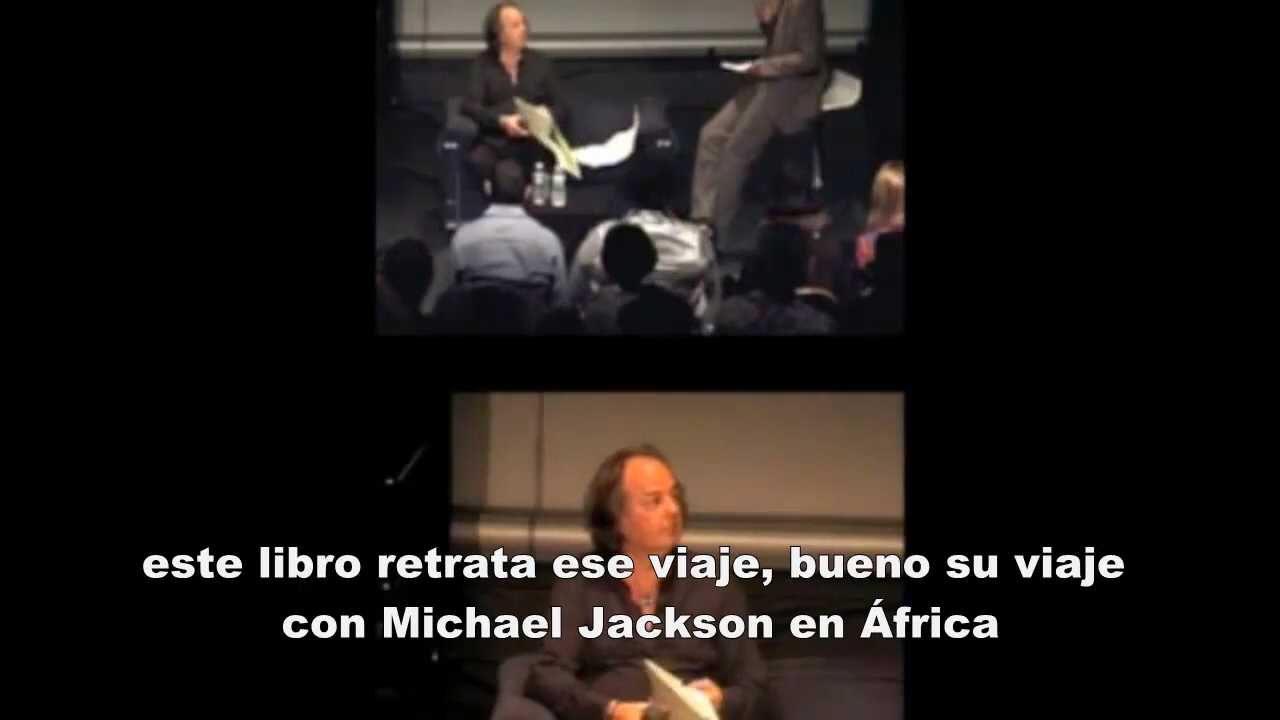 este libro retrata ese viaje, bueno su viaje
con Michael Jackson en África